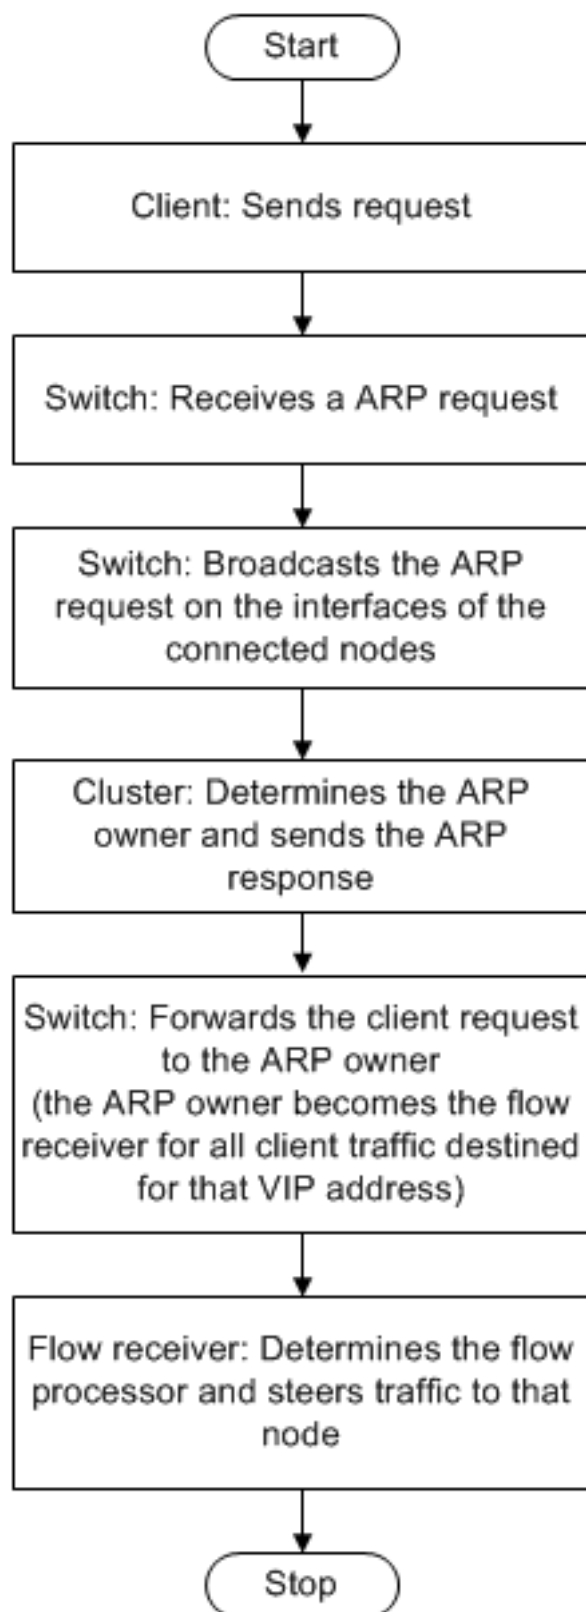 Start
Client: Sends request
Switch: Receives a ARP request
Switch: Broadcasts the ARP
request on the interfaces of the
connected nodes
Cluster: Determines the ARP
owner and sends the ARP
response
Switch: Forwards the client request
to the ARP owner
(the ARP owner becomes the flow
receiver for all client traffic destined
for that VIP address)
Flow receiver: Determines the flow
processor and steers traffic to that
node
Stop